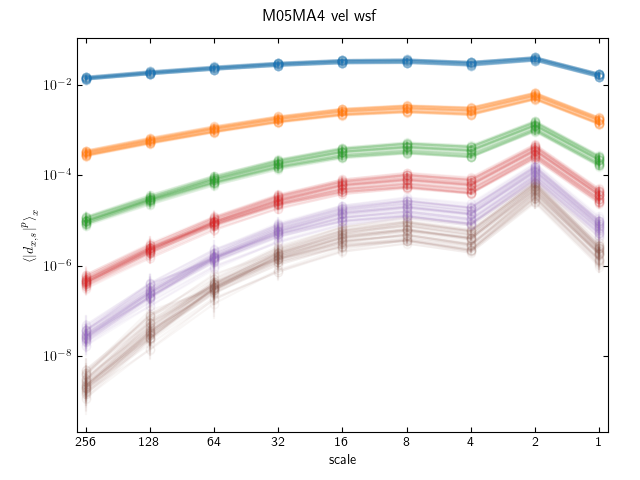 M05MA4 vel wsf
⟨|d_{x,s}|^p⟩_x
10^{-2}
10^{-4}
10^{-6}
10^{-8}
256 128 64 32 16 8 4 2 1
scale